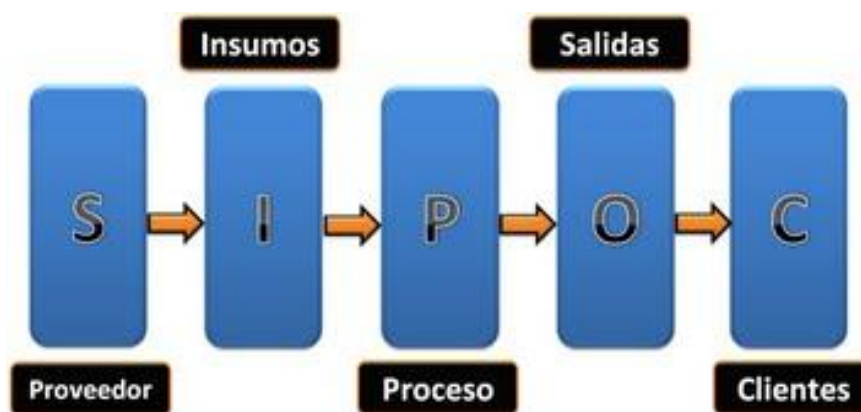 Insumos
Salidas
S
I
P
O
C
Proveedor
Proceso
Clientes